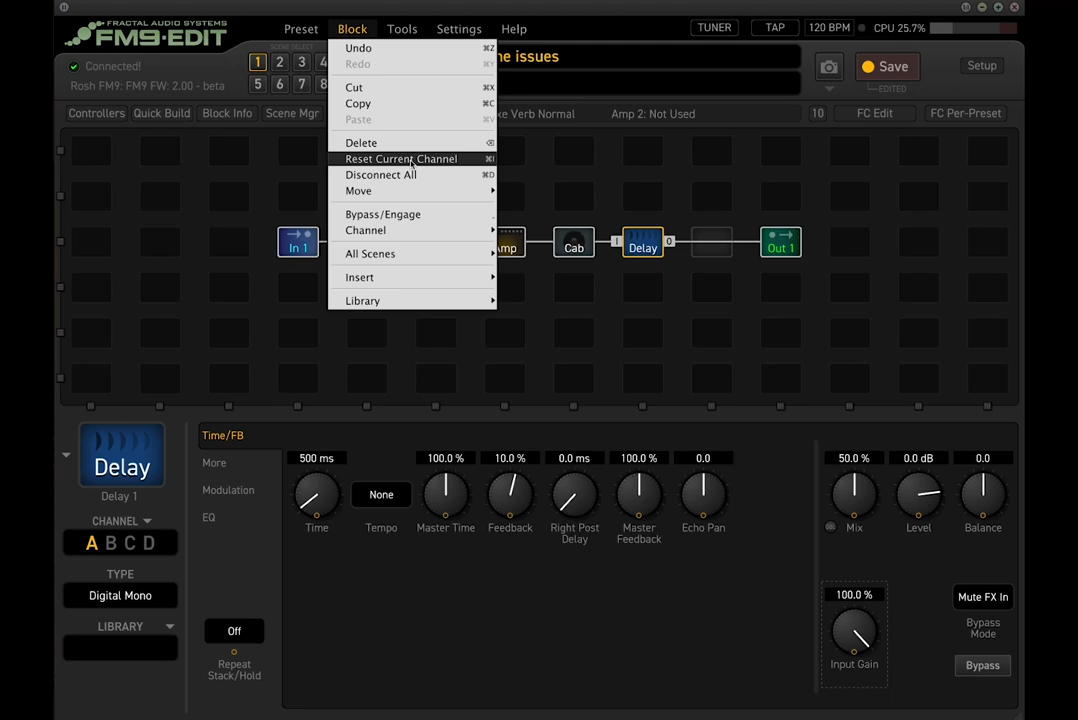 FRACTAL AUDIO SYSTEMS
FM9-EDIT
Preset Block Tools Settings Help
TUNER TAP 120 BPM CPU 25.7%
SCENE SELECT
1 2 3 4
5 6 7 8
Connected!
Rosh FM9: FM9 FW: 2.00 - beta
ne issues
Save
EDITED
Setup
Controllers Quick Build Block Info Scene Mgr
xe Verb Normal Amp 2: Not Used 10 FC Edit FC Per-Preset
Undo ⌘Z
Redo ⌘Y
Cut ⌘X
Copy ⌘C
Paste ⌘V
Delete ⌫
Reset Current Channel ⌘I
Disconnect All ⌘D
Move
Bypass/Engage _
Channel
All Scenes
Insert
Library
In 1 mp Cab I Delay O Out 1
Delay
Delay 1
CHANNEL
A B C D
TYPE
Digital Mono
LIBRARY
Time/FB
More
Modulation
EQ
Off
Repeat
Stack/Hold
500 ms 100.0 % 10.0 % 0.0 ms 100.0 % 0.0
None
Time Tempo Master Time Feedback Right Post
Delay Master
Feedback Echo Pan
50.0 % 0.0 dB 0.0
Mix Level Balance
100.0 %
Input Gain
Mute FX In
Bypass
Mode
Bypass